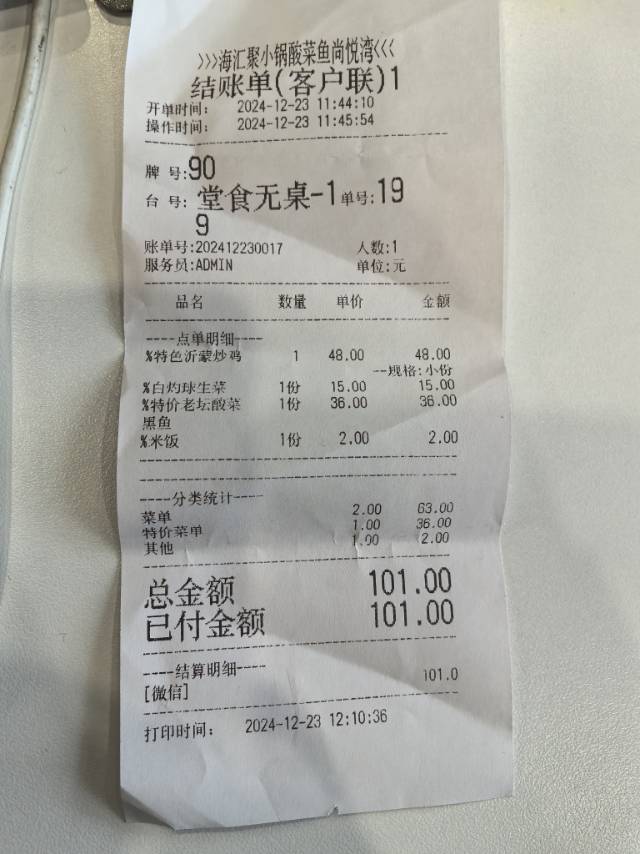 >>>海汇聚小锅酸菜鱼尚悦湾<<<
结账单(客户联)1
开单时间： 2024-12-23 11:44:10
操作时间： 2024-12-23 11:45:54
牌 号:90
台 号: 堂食无桌-1 单号:19
9
账单号:202412230017 人数:1
服务员:ADMIN 单位:元
品名 数量 单价 金额
----点单明细----
%特色沂蒙炒鸡 1 48.00 48.00
--规格:小份
%白灼球生菜 1份 15.00 15.00
%特价老坛酸菜 1份 36.00 36.00
黑鱼
%米饭 1份 2.00 2.00
----分类统计----
菜单 2.00 63.00
特价菜单 1.00 36.00
其他 1.00 2.00
总金额 101.00
已付金额 101.00
----结算明细----
[微信] 101.0
打印时间： 2024-12-23 12:10:36